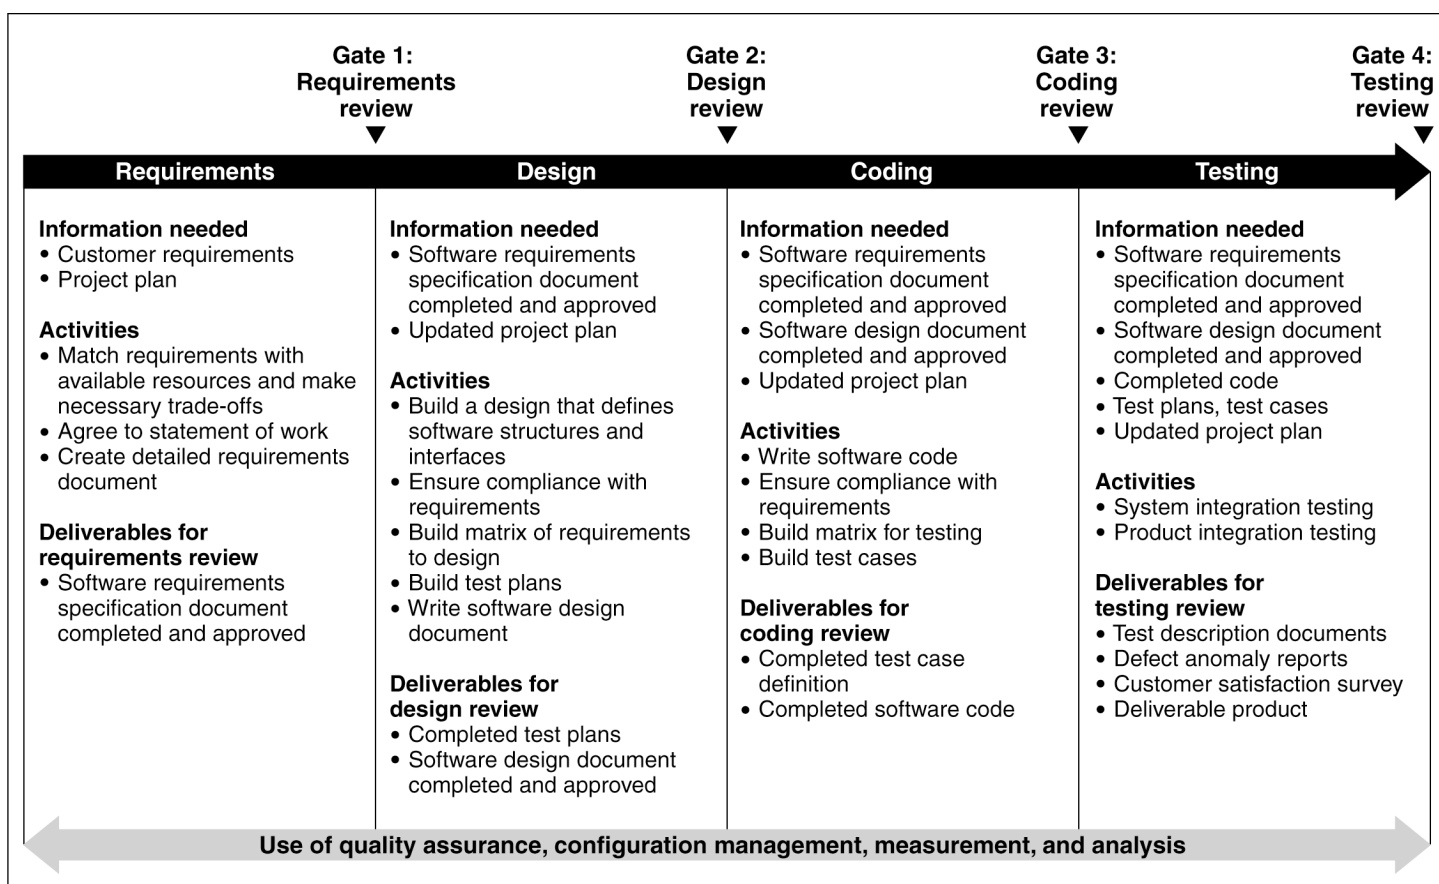 Gate 1:
Requirements
review
Gate 2:
Design
review
Gate 3:
Coding
review
Gate 4:
Testing
review
Requirements
Design
Coding
Testing
Information needed
• Customer requirements
• Project plan
Activities
• Match requirements with
available resources and make
necessary trade-offs
• Agree to statement of work
• Create detailed requirements
document
Deliverables for
requirements review
• Software requirements
specification document
completed and approved
Information needed
• Software requirements
specification document
completed and approved
• Updated project plan
Activities
• Build a design that defines
software structures and
interfaces
• Ensure compliance with
requirements
• Build matrix of requirements
to design
• Build test plans
• Write software design
document
Deliverables for
design review
• Completed test plans
• Software design document
completed and approved
Information needed
• Software requirements
specification document
completed and approved
• Software design document
completed and approved
• Updated project plan
Activities
• Write software code
• Ensure compliance with
requirements
• Build matrix for testing
• Build test cases
Deliverables for
coding review
• Completed test case
definition
• Completed software code
Information needed
• Software requirements
specification document
completed and approved
• Software design document
completed and approved
• Completed code
• Test plans, test cases
• Updated project plan
Activities
• System integration testing
• Product integration testing
Deliverables for
testing review
• Test description documents
• Defect anomaly reports
• Customer satisfaction survey
• Deliverable product
Use of quality assurance, configuration management, measurement, and analysis